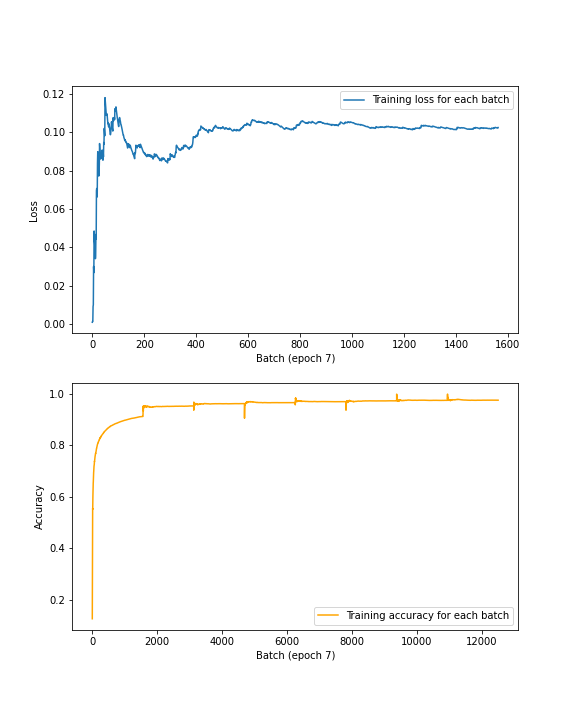 0.12
0.10
0.08
0.06
0.04
0.02
0.00
Loss
Training loss for each batch
0 200 400 600 800 1000 1200 1400 1600
Batch (epoch 7)
1.0
0.8
0.6
0.4
0.2
Accuracy
Training accuracy for each batch
0 2000 4000 6000 8000 10000 12000
Batch (epoch 7)